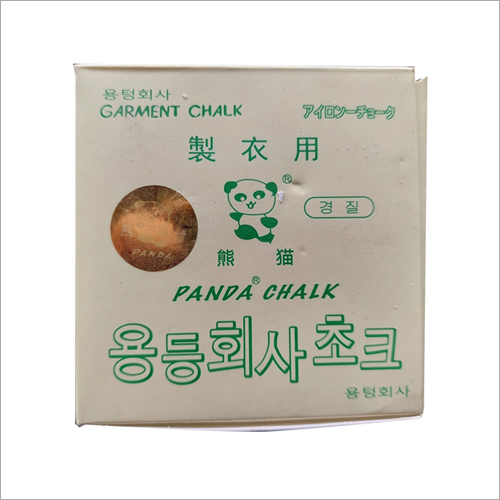 용텅회사
GARMENT CHALK
アイロンーチョーク
製衣用
®
경질
PANDA
熊猫
PANDA® CHALK
용등회사초크
용텅회사